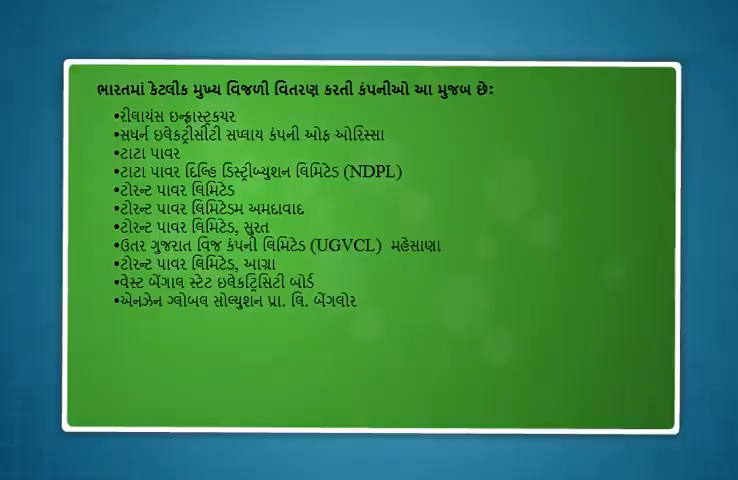 ભારતમાં કેટલીક મુખ્ય વિજળી વિતરણ કરતી કંપનીઓ આ મુજબ છે:
•રીલાયંસ ઇન્ફ્રાસ્ટ્રકચર
•સધર્ન ઇલેકટ્રીસીટી સપ્લાય કંપની ઓફ ઓરિસ્સા
•ટાટા પાવર
•ટાટા પાવર દિલ્હિ ડિસ્ટ્રીબ્યુશન લિમિટેડ (NDPL)
•ટોરન્ટ પાવર લિમિટેડ
•ટોરન્ટ પાવર લિમિટેડમ અમદાવાદ
•ટોરન્ટ પાવર લિમિટેડ, સુરત
•ઉતર ગુજરાત વિજ કંપની લિમિટેડ (UGVCL) મહેસાણા
•ટોરન્ટ પાવર લિમિટેડ, આગ્રા
•વેસ્ટ બેંગાલ સ્ટેટ ઇલેકટ્રિસિટી બોર્ડ
•એનઝેન ગ્લોબલ સોલ્યુશન પ્રા. લિ. બેંગલોર